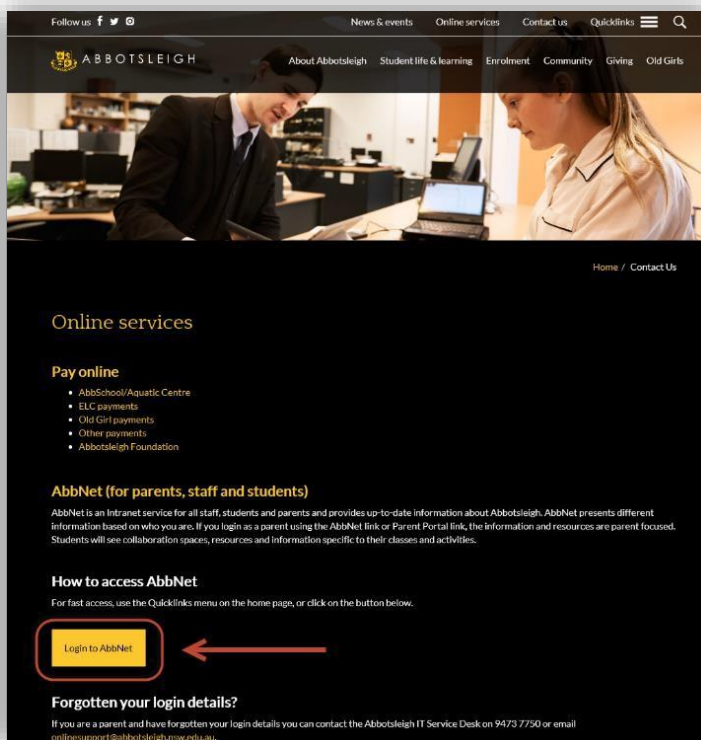 Follow us
News & events Online services Contact us Quicklinks
ABBOTSLEIGH
About Abbotsleigh Student life & learning Enrolment Community Giving Old Girls
Home / Contact Us
Online services
Pay online
AbbSchool/Aquatic Centre
ELC payments
Old Girl payments
Other payments
Abbotsleigh Foundation
AbbNet (for parents, staff and students)
AbbNet is an Intranet service for all staff, students and parents and provides up-to-date information about Abbotsleigh. AbbNet presents different
information based on who you are. If you login as a parent using the AbbNet link or Parent Portal link, the information and resources are parent focused.
Students will see collaboration spaces, resources and information specific to their classes and activities.
How to access AbbNet
For fast access, use the Quicklinks menu on the home page, or click on the button below.
Login to AbbNet
Forgotten your login details?
If you are a parent and have forgotten your login details you can contact the Abbotsleigh IT Service Desk on 9473 7750 or email
onlinesupport@abbotsleigh.nsw.edu.au.